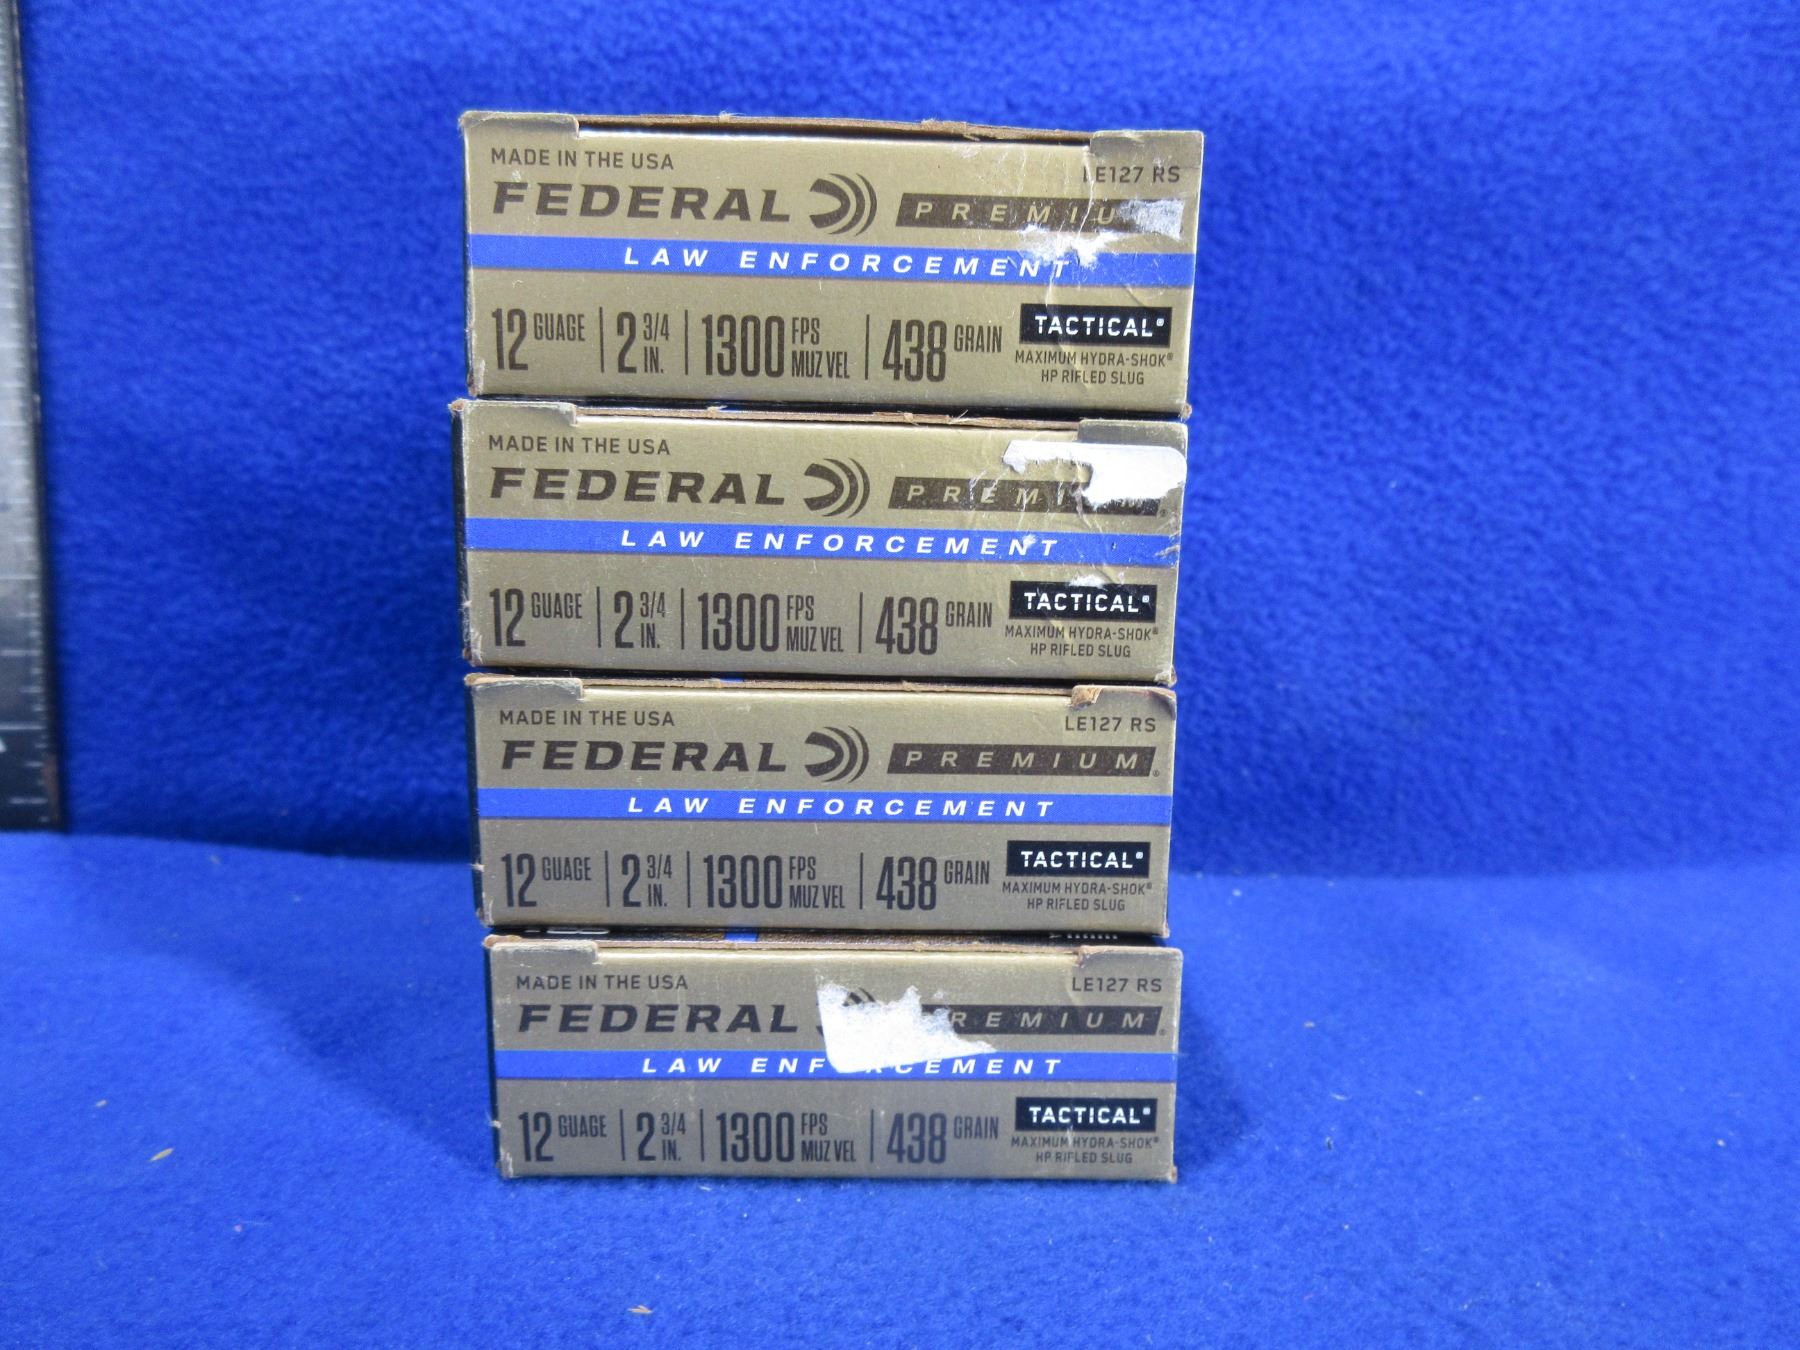 MADE IN THE USA LE127 RS
FEDERAL PREMIU
LAW ENFORCEMENT
12 GUAGE 2 3/4 IN. 1300 FPS MUZ VEL 438 GRAIN TACTICAL®
MAXIMUM HYDRA-SHOK®
HP RIFLED SLUG
MADE IN THE USA
FEDERAL PREMI
LAW ENFORCEMENT
12 GUAGE 2 3/4 IN. 1300 FPS MUZ VEL 438 GRAIN TACTICAL®
MAXIMUM HYDRA-SHOK®
HP RIFLED SLUG
MADE IN THE USA LE127 RS
FEDERAL PREMIUM®
LAW ENFORCEMENT
12 GUAGE 2 3/4 IN. 1300 FPS MUZ VEL 438 GRAIN TACTICAL®
MAXIMUM HYDRA-SHOK®
HP RIFLED SLUG
MADE IN THE USA LE127 RS
FEDERAL REMIUM®
LAW ENF CEMENT
12 GUAGE 2 3/4 IN. 1300 FPS MUZ VEL 438 GRAIN TACTICAL®
MAXIMUM HYDRA-SHOK®
HP RIFLED SLUG